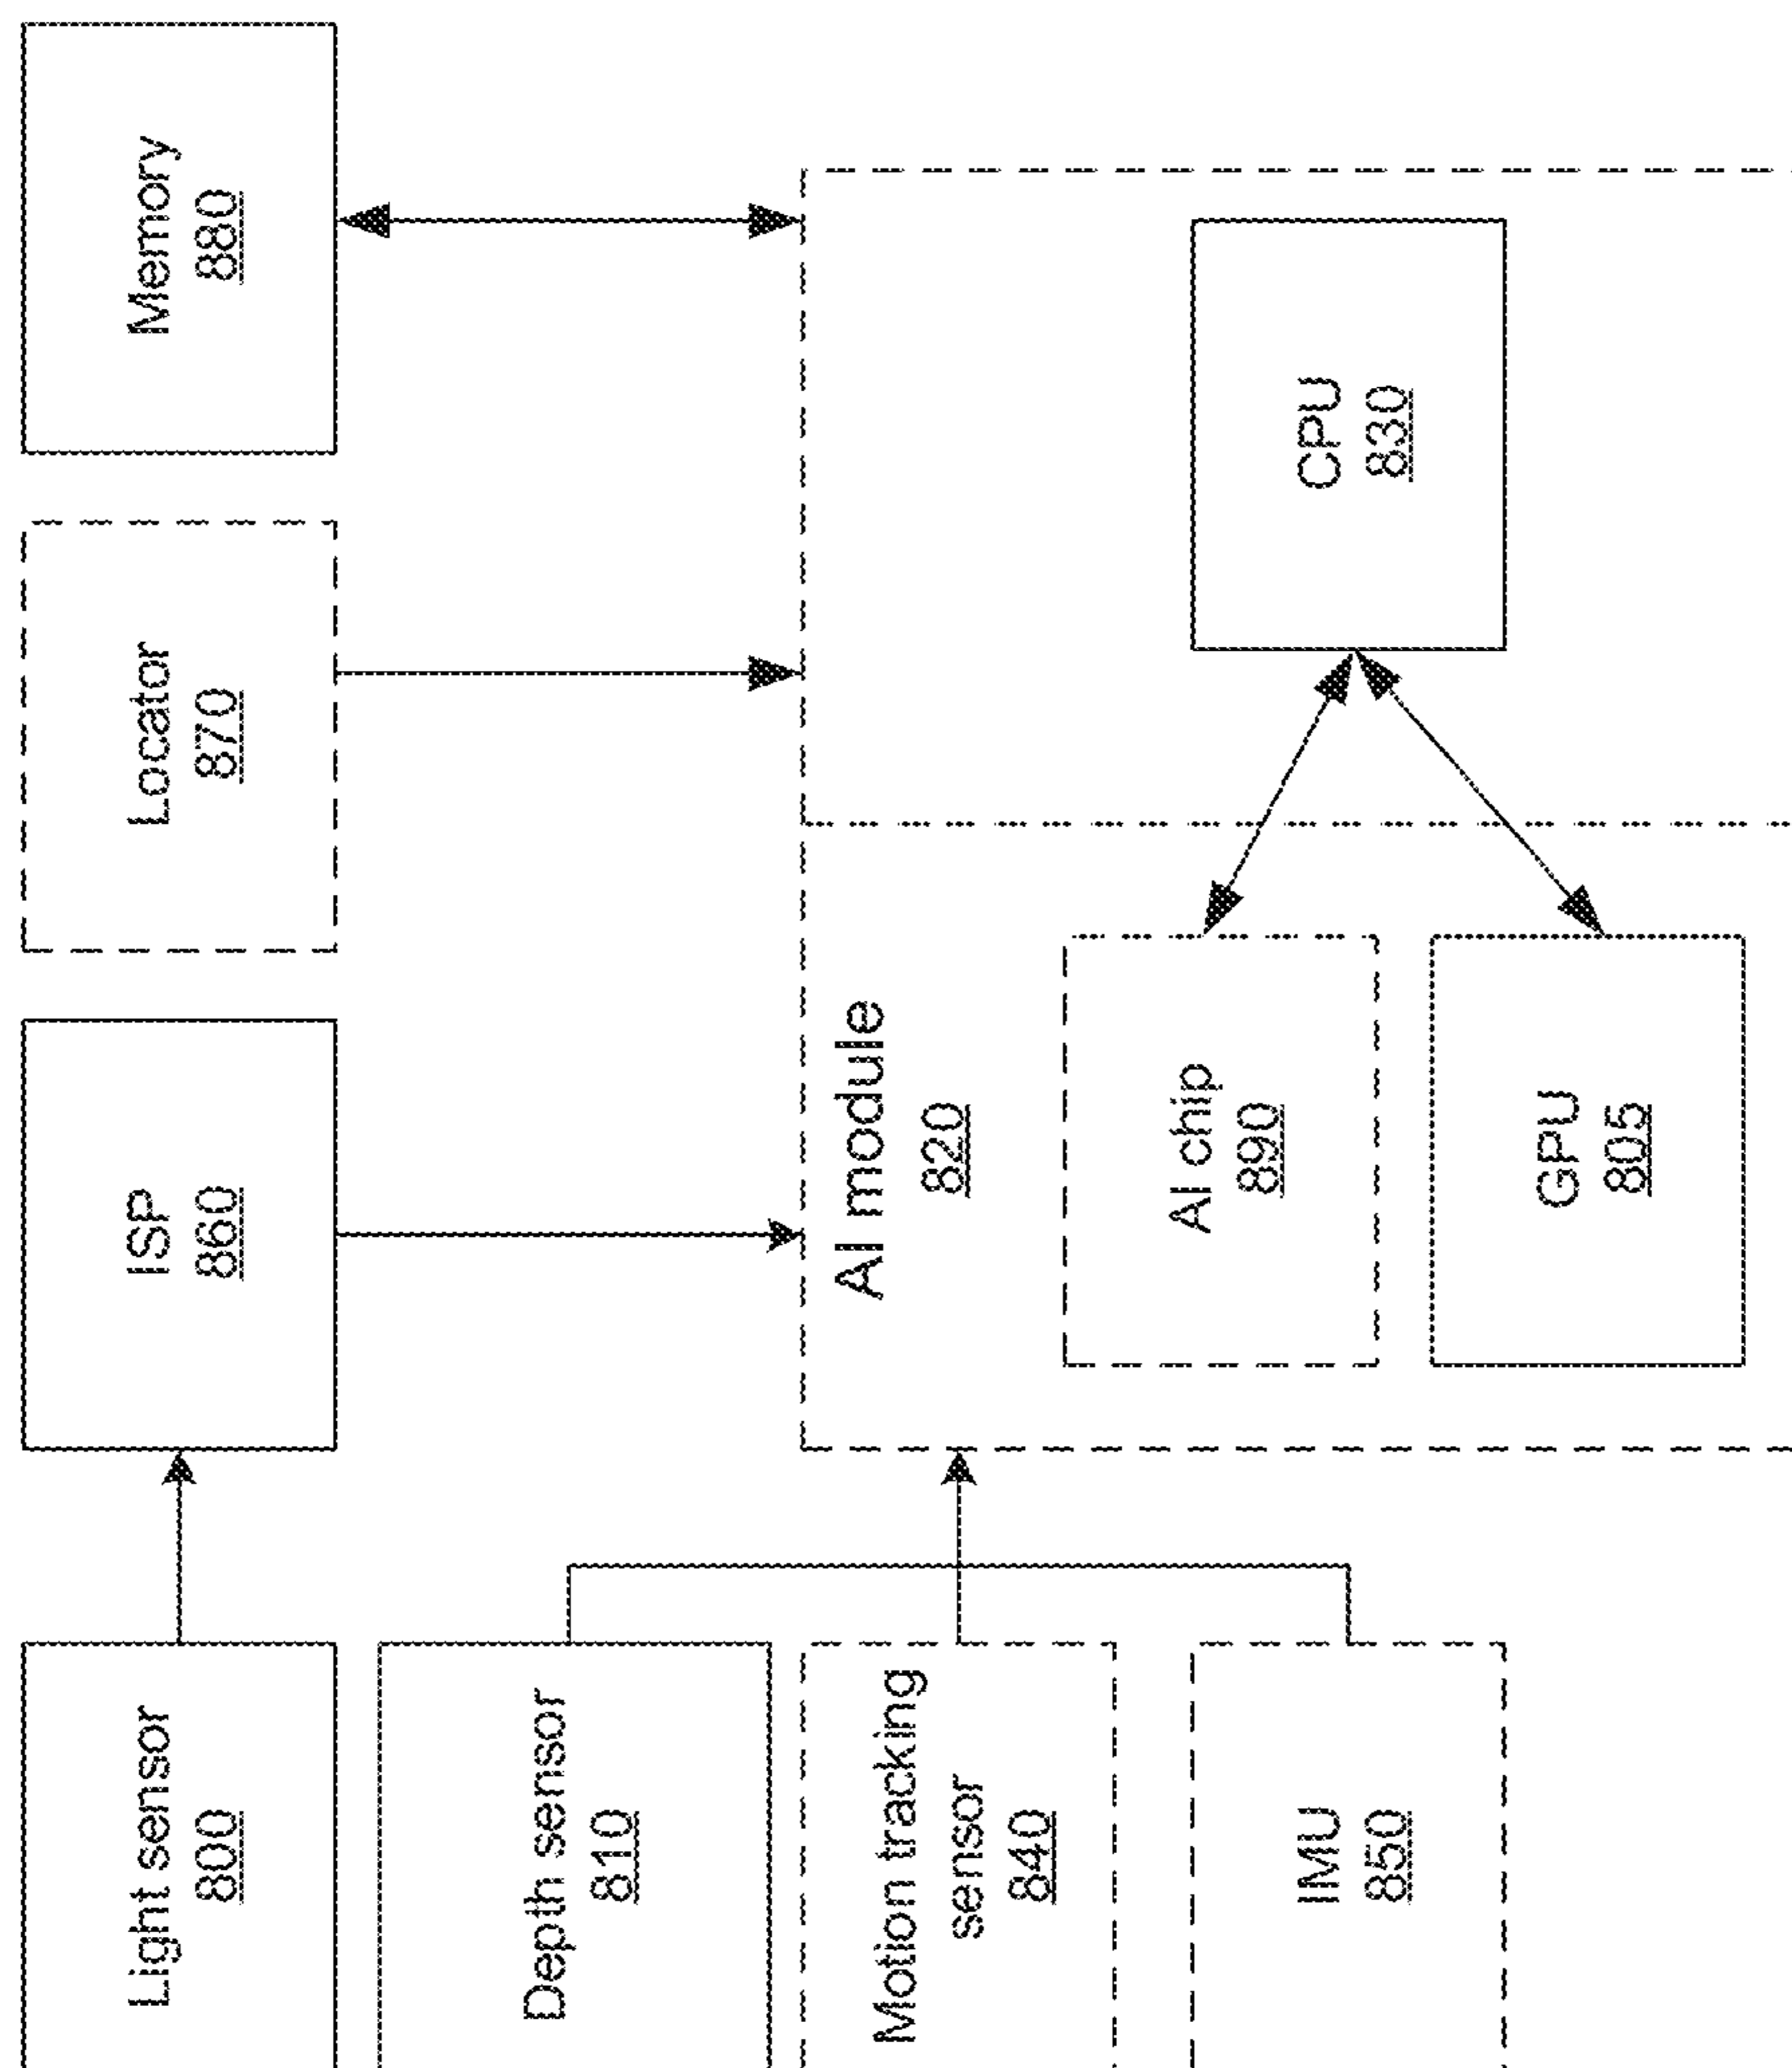 Light sensor
800
ISP
860
Locator
870
Memory
880
Depth sensor
810
Motion tracking
sensor
840
IMU
850
AI module
820
AI chip
890
GPU
805
CPU
830